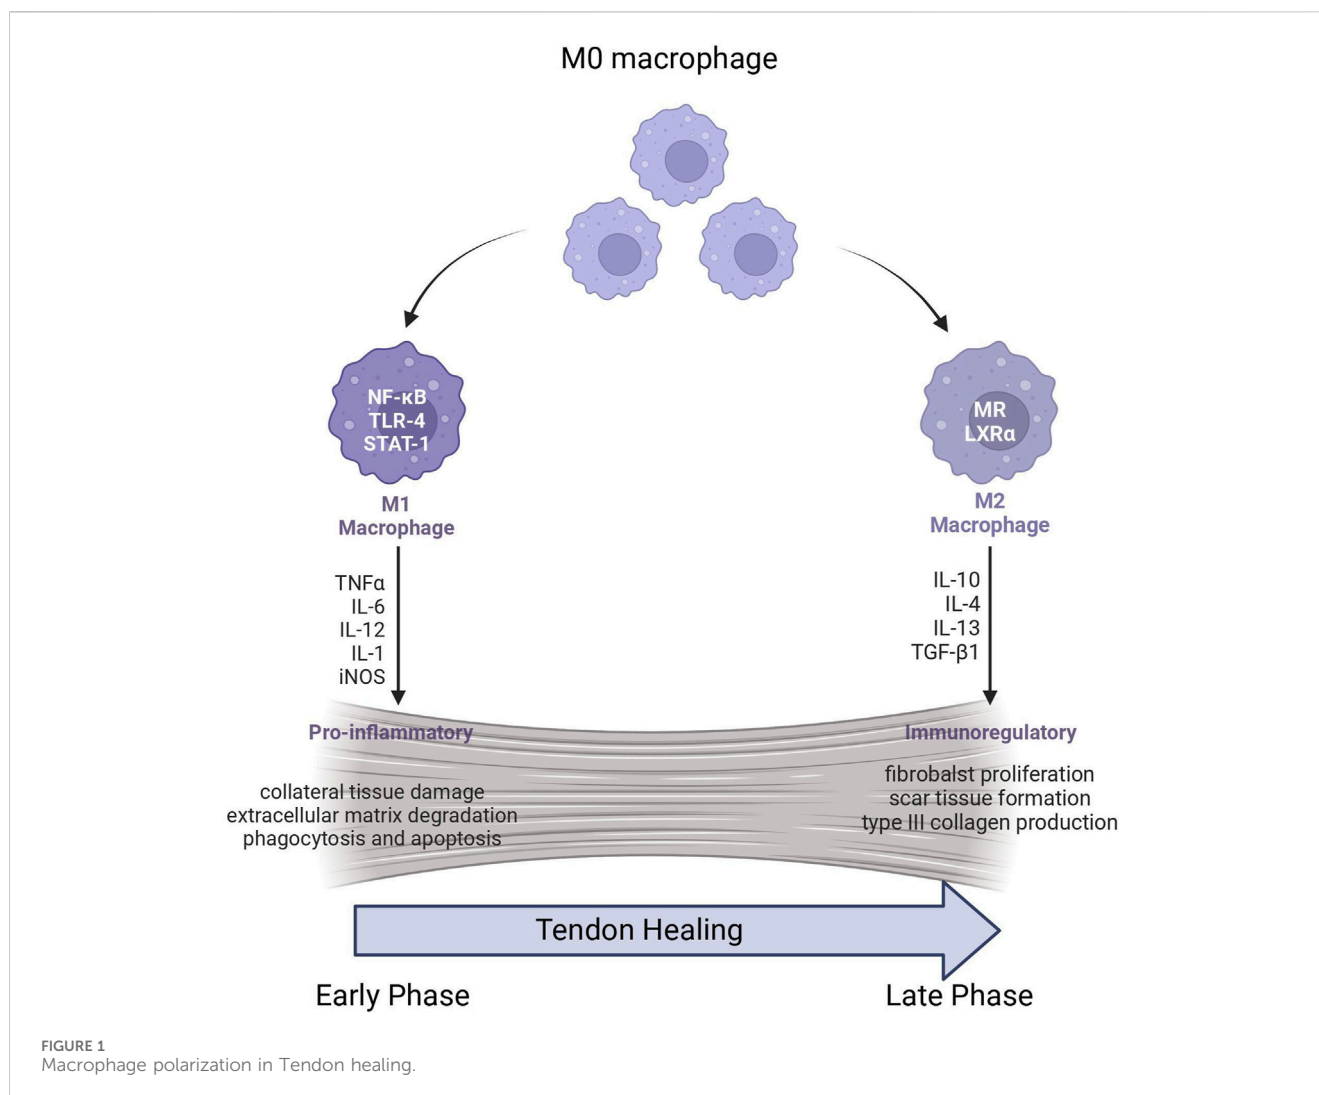 M0 macrophage
NF-κB
TLR-4
STAT-1
M1
Macrophage
TNFα
IL-6
IL-12
IL-1
iNOS
Pro-inflammatory
collateral tissue damage
extracellular matrix degradation
phagocytosis and apoptosis
MR
LXRα
M2
Macrophage
IL-10
IL-4
IL-13
TGF-β1
Immunoregulatory
fibrobalst proliferation
scar tissue formation
type III collagen production
Tendon Healing
Early Phase
Late Phase
FIGURE 1
Macrophage polarization in Tendon healing.